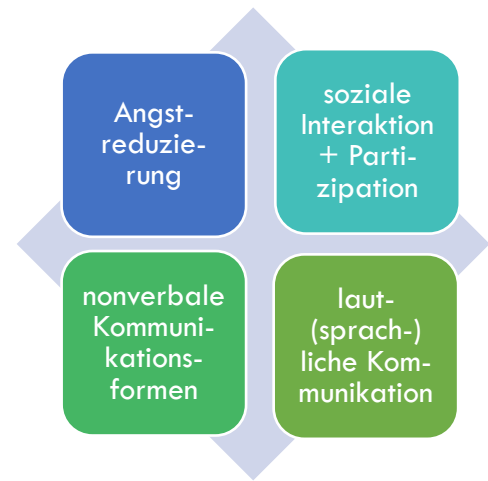 Angst-
reduzie-
rung
soziale
Interaktion
+ Parti-
zipation
nonverbale
Kommuni-
kations-
formen
laut-
(sprach-)
liche Kom-
munikation